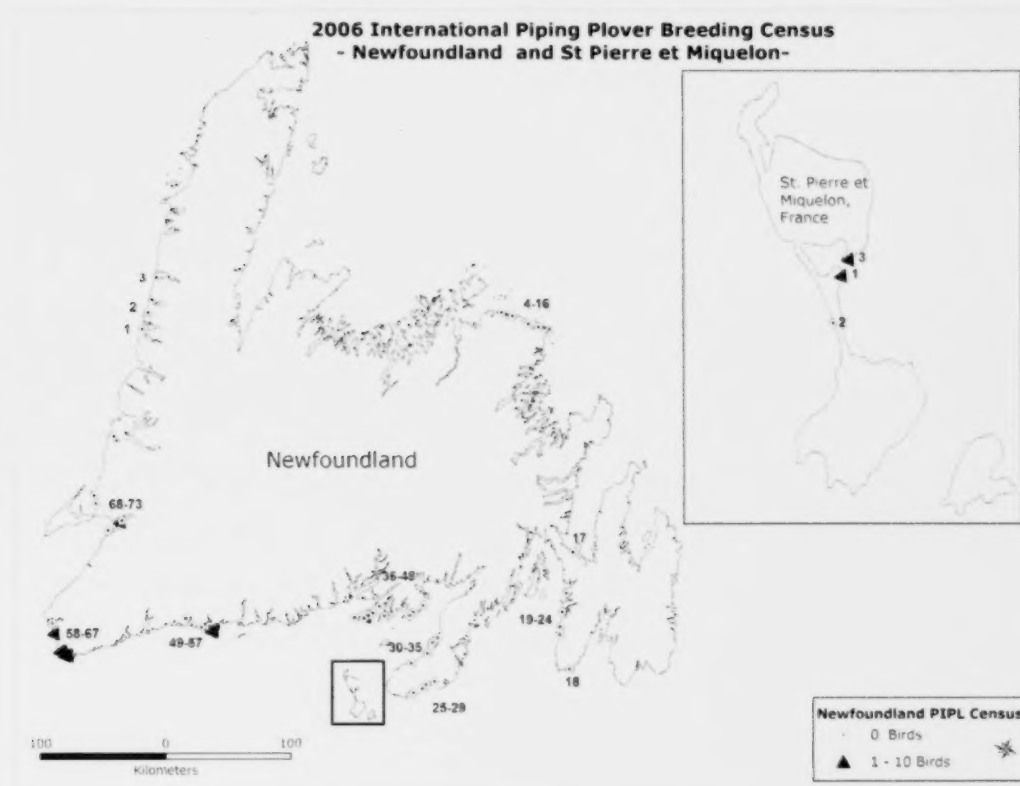 2006 International Piping Plover Breeding Census
- Newfoundland and St Pierre et Miquelon-
St. Pierre et
Miquelon,
France
3
1
2
4-16
3
2
1
Newfoundland
68-73
17
36-48
19-24
58-67
49-57
30-35
18
25-29
100 0 100
Kilometers
Newfoundland PIPL Census
0 Birds
1 - 10 Birds